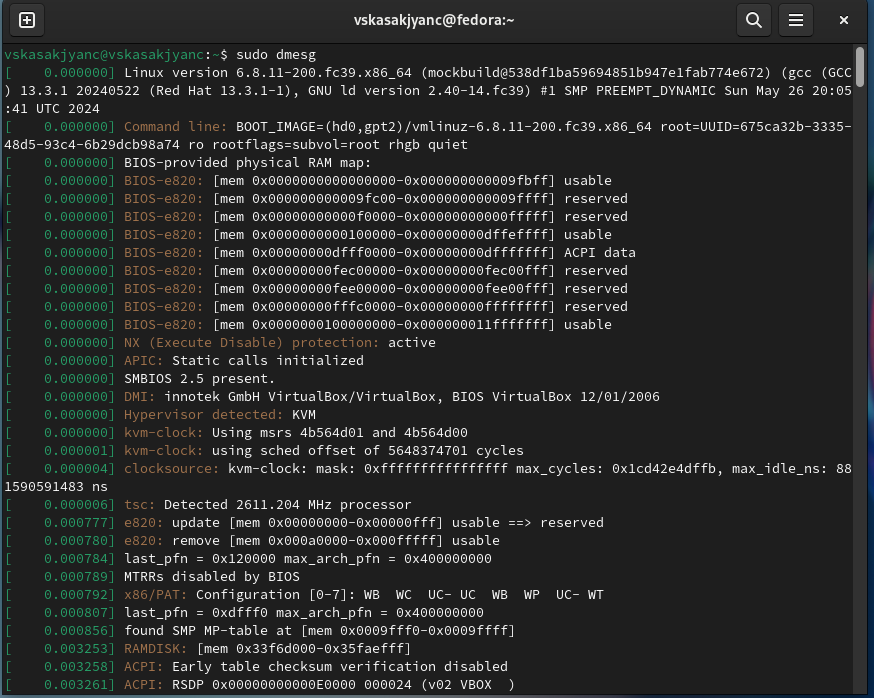 vskasakjyanc@fedora:~
vskasakjyanc@vskasakjyanc:~$ sudo dmesg
[    0.000000] Linux version 6.8.11-200.fc39.x86_64 (mockbuild@538df1ba59694851b947e1fab774e672) (gcc (GCC
) 13.3.1 20240522 (Red Hat 13.3.1-1), GNU ld version 2.40-14.fc39) #1 SMP PREEMPT_DYNAMIC Sun May 26 20:05
:41 UTC 2024
[    0.000000] Command line: BOOT_IMAGE=(hd0,gpt2)/vmlinuz-6.8.11-200.fc39.x86_64 root=UUID=675ca32b-3335-
48d5-93c4-6b29dcb98a74 ro rootflags=subvol=root rhgb quiet
[    0.000000] BIOS-provided physical RAM map:
[    0.000000] BIOS-e820: [mem 0x0000000000000000-0x000000000009fbff] usable
[    0.000000] BIOS-e820: [mem 0x000000000009fc00-0x000000000009ffff] reserved
[    0.000000] BIOS-e820: [mem 0x00000000000f0000-0x00000000000fffff] reserved
[    0.000000] BIOS-e820: [mem 0x0000000000100000-0x00000000dffeffff] usable
[    0.000000] BIOS-e820: [mem 0x00000000dfff0000-0x00000000dfffffff] ACPI data
[    0.000000] BIOS-e820: [mem 0x00000000fec00000-0x00000000fec00fff] reserved
[    0.000000] BIOS-e820: [mem 0x00000000fee00000-0x00000000fee00fff] reserved
[    0.000000] BIOS-e820: [mem 0x00000000fffc0000-0x00000000ffffffff] reserved
[    0.000000] BIOS-e820: [mem 0x0000000100000000-0x000000011fffffff] usable
[    0.000000] NX (Execute Disable) protection: active
[    0.000000] APIC: Static calls initialized
[    0.000000] SMBIOS 2.5 present.
[    0.000000] DMI: innotek GmbH VirtualBox/VirtualBox, BIOS VirtualBox 12/01/2006
[    0.000000] Hypervisor detected: KVM
[    0.000000] kvm-clock: Using msrs 4b564d01 and 4b564d00
[    0.000001] kvm-clock: using sched offset of 5648374701 cycles
[    0.000004] clocksource: kvm-clock: mask: 0xffffffffffffffff max_cycles: 0x1cd42e4dffb, max_idle_ns: 88
1590591483 ns
[    0.000006] tsc: Detected 2611.204 MHz processor
[    0.000777] e820: update [mem 0x00000000-0x00000fff] usable ==> reserved
[    0.000780] e820: remove [mem 0x000a0000-0x000fffff] usable
[    0.000784] last_pfn = 0x120000 max_arch_pfn = 0x400000000
[    0.000789] MTRRs disabled by BIOS
[    0.000792] x86/PAT: Configuration [0-7]: WB  WC  UC- UC  WB  WP  UC- WT
[    0.000807] last_pfn = 0xdfff0 max_arch_pfn = 0x400000000
[    0.000856] found SMP MP-table at [mem 0x0009fff0-0x0009ffff]
[    0.003253] RAMDISK: [mem 0x33f6d000-0x35faefff]
[    0.003258] ACPI: Early table checksum verification disabled
[    0.003261] ACPI: RSDP 0x00000000000E0000 000024 (v02 VBOX  )